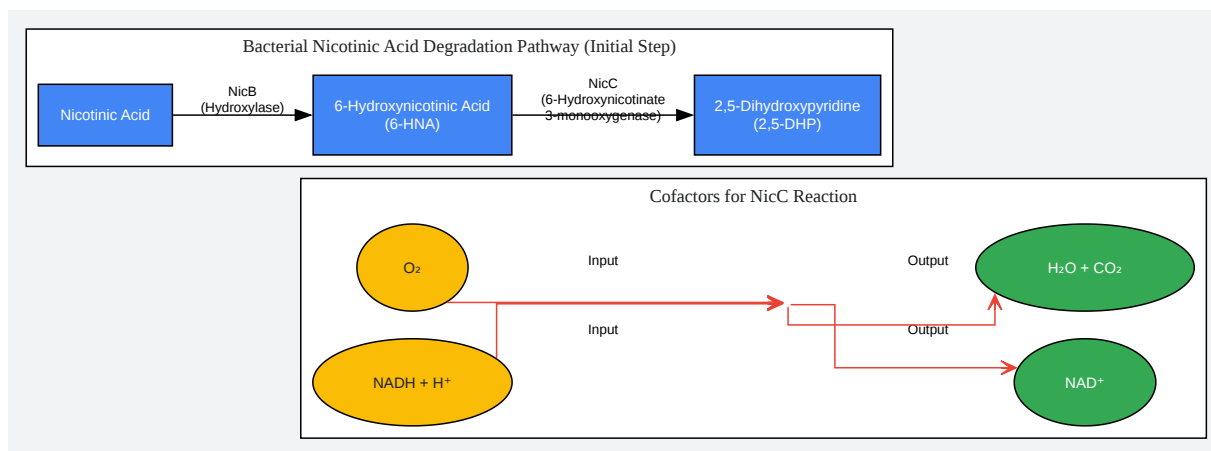 Bacterial Nicotinic Acid Degradation Pathway (Initial Step)
Nicotinic Acid
NicB
(Hydroxylase)
6-Hydroxynicotinic Acid
(6-HNA)
NicC
(6-Hydroxynicotinate
3-monooxygenase)
2,5-Dihydroxypyridine
(2,5-DHP)
Cofactors for NicC Reaction
O₂
Input
Output
H₂O + CO₂
NADH + H⁺
Input
Output
NAD⁺